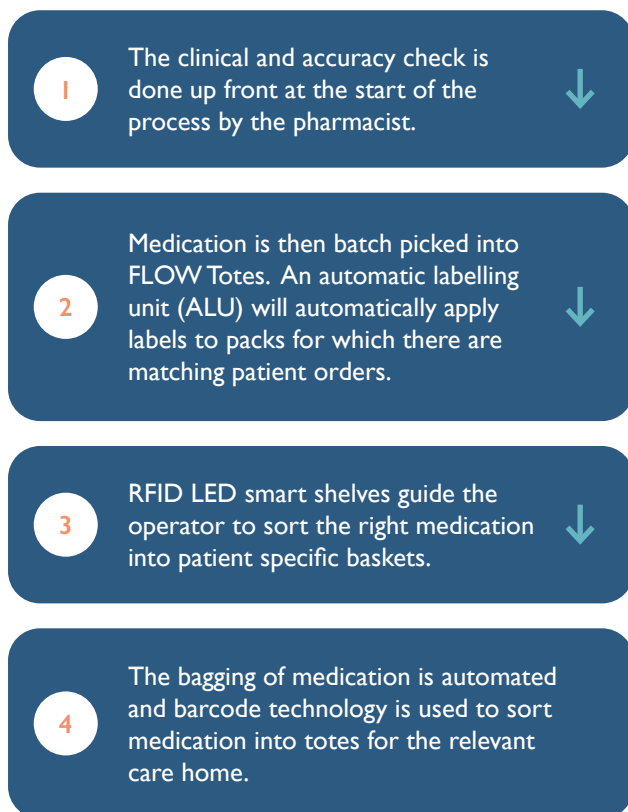 1
The clinical and accuracy check is
done up front at the start of the
process by the pharmacist.
2
Medication is then batch picked into
FLOW Totes. An automatic labelling
unit (ALU) will automatically apply
labels to packs for which there are
matching patient orders.
3
RFID LED smart shelves guide the
operator to sort the right medication
into patient specific baskets.
4
The bagging of medication is automated
and barcode technology is used to sort
medication into totes for the relevant
care home.